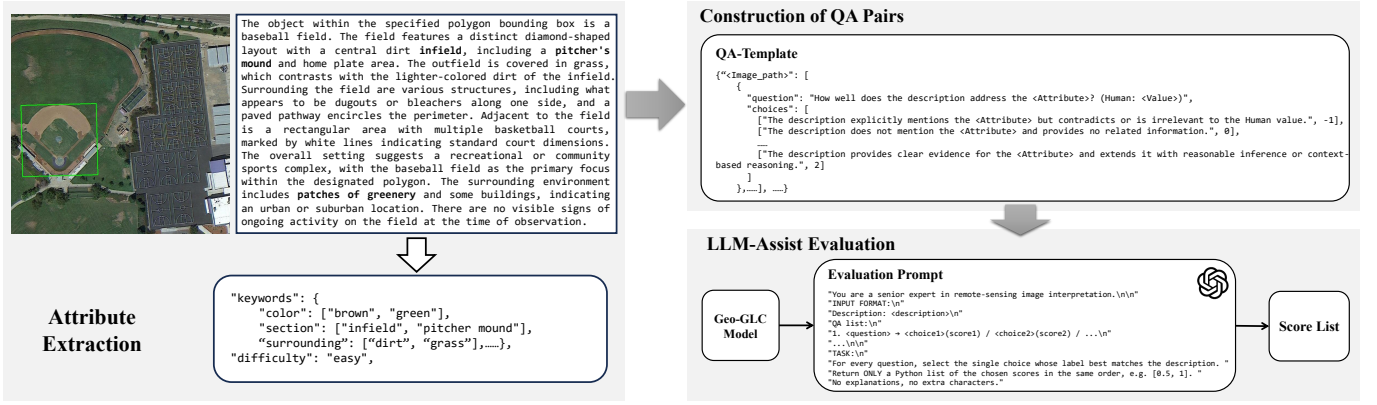 The object within the specified polygon bounding box is a
baseball field. The field features a distinct diamond-shaped
layout with a central dirt infield, including a pitcher's
mound and home plate area. The outfield is covered in grass,
which contrasts with the lighter-colored dirt of the infield.
Surrounding the field are various structures, including what
appears to be dugouts or bleachers along one side, and a
paved pathway encircles the perimeter. Adjacent to the field
is a rectangular area with multiple basketball courts,
marked by white lines indicating standard court dimensions.
The overall setting suggests a recreational or community
sports complex, with the baseball field as the primary focus
within the designated polygon. The surrounding environment
includes patches of greenery and some buildings, indicating
an urban or suburban location. There are no visible signs of
ongoing activity on the field at the time of observation.
Attribute
Extraction
"keywords": {
"color": ["brown", "green"],
"section": ["infield", "pitcher mound"],
“surrounding”: [“dirt”, “grass”],……},
"difficulty": "easy",
Construction of QA Pairs
QA-Template
{“<Image_path>": [
{
"question": "How well does the description address the <Attribute>? (Human: <Value>)",
"choices": [
["The description explicitly mentions the <Attribute> but contradicts or is irrelevant to the Human value.", -1],
["The description does not mention the <Attribute> and provides no related information.", 0],
……
["The description provides clear evidence for the <Attribute> and extends it with reasonable inference or context-
based reasoning.", 2]
]
},……], ……}
LLM-Assist Evaluation
Geo-GLC
Model
Evaluation Prompt
"You are a senior expert in remote-sensing image interpretation.\n\n"
"INPUT FORMAT:\n"
"Description: <description>\n"
"QA list:\n"
"1. <question> → <choice1>(score1) / <choice2>(score2) / ...\n"
"...\n\n"
"TASK:\n"
"For every question, select the single choice whose label best matches the description. "
"Return ONLY a Python list of the chosen scores in the same order, e.g. [0.5, 1]. "
"No explanations, no extra characters."
Score List